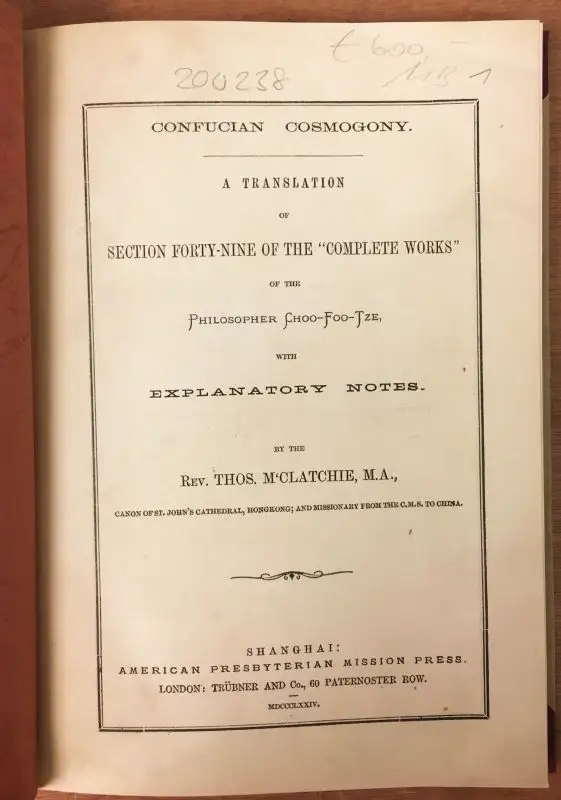 € 600,—
200238
CONFUCIAN COSMOGONY.
A TRANSLATION
OF
SECTION FORTY-NINE OF THE "COMPLETE WORKS"
OF THE
PHILOSOPHER CHOO-FOO-TZE,
WITH
EXPLANATORY NOTES.
BY THE
REV. THOS. M'CLATCHIE, M.A.,
CANON OF ST. JOHN'S CATHEDRAL, HONGKONG; AND MISSIONARY FROM THE C.M.S. TO CHINA.
SHANGHAI:
AMERICAN PRESBYTERIAN MISSION PRESS.
LONDON: TRÜBNER AND Co., 60 PATERNOSTER ROW.
MDCCCLXXIV.